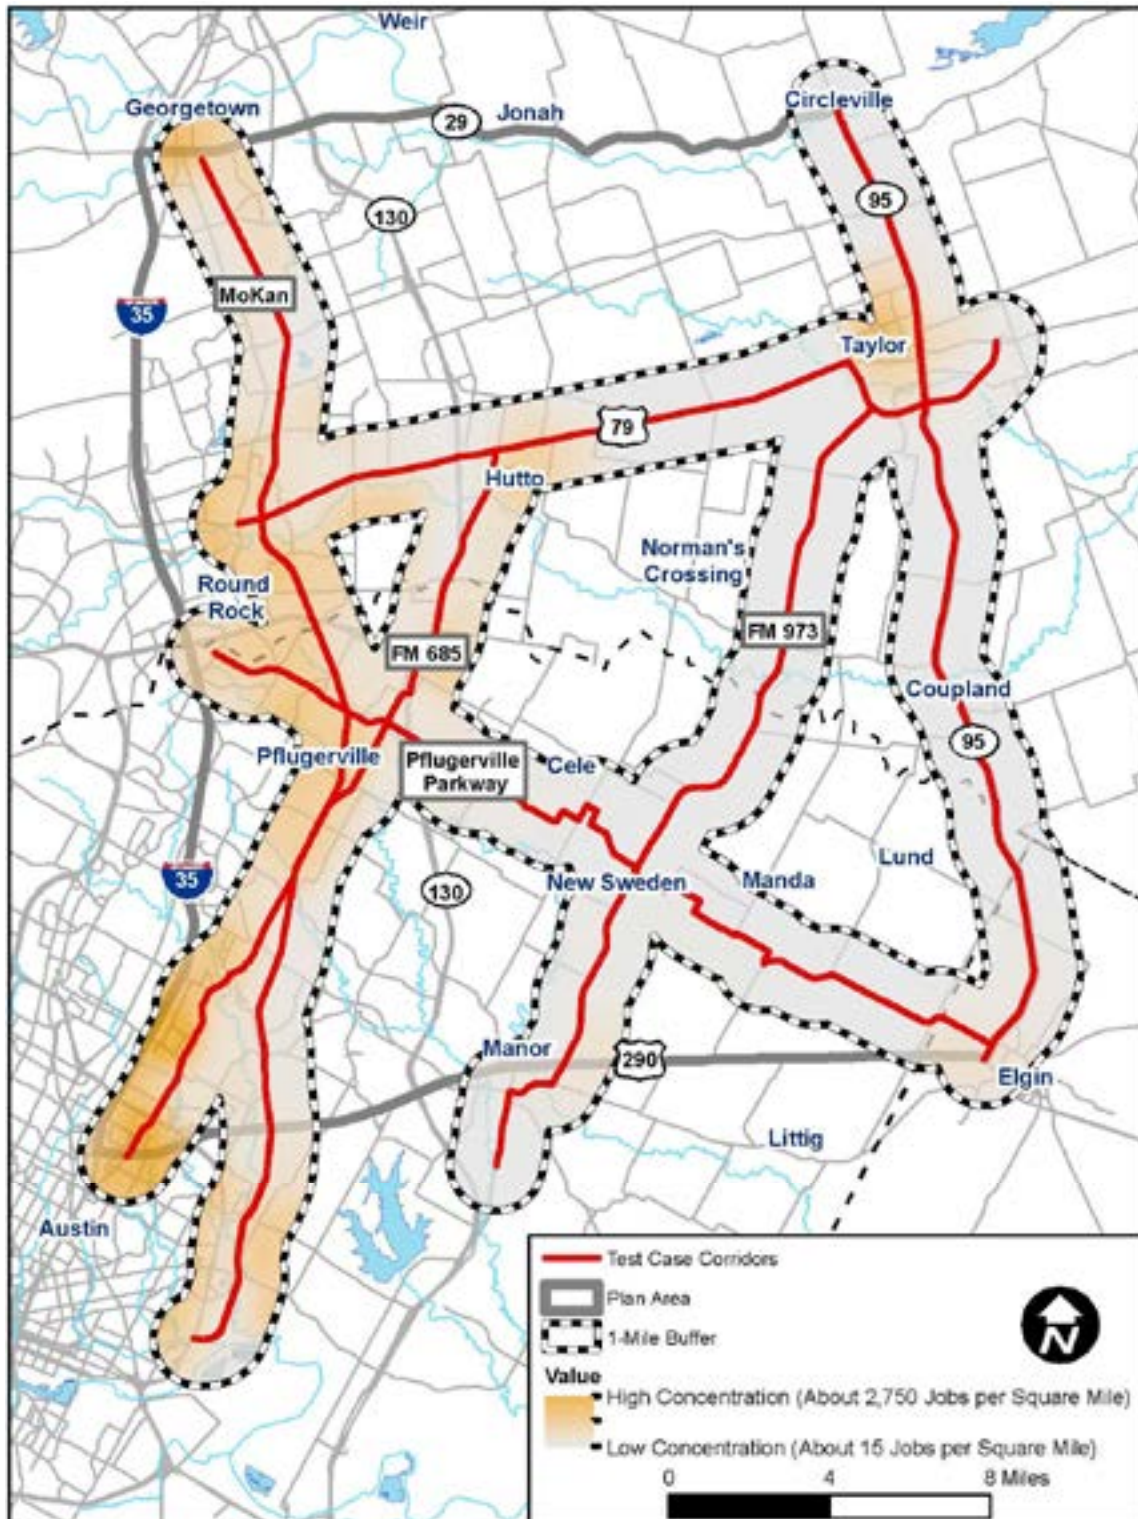 Weir
Georgetown
Circleville
29
Jonah
95
130
MoKan
35
Taylor
79
Hutto
Norman's
Crossing
Round
Rock
FM 685
FM 973
Coupland
Pflugerville
Pflugerville
Parkway
Cele
95
35
130
New Sweden
Manda
Lund
Manor
290
Elgin
Littig
Austin
Test Case Corridors
Plan Area
1-Mile Buffer
N
Value
High Concentration (About 2,750 Jobs per Square Mile)
Low Concentration (About 15 Jobs per Square Mile)
0 4 8 Miles